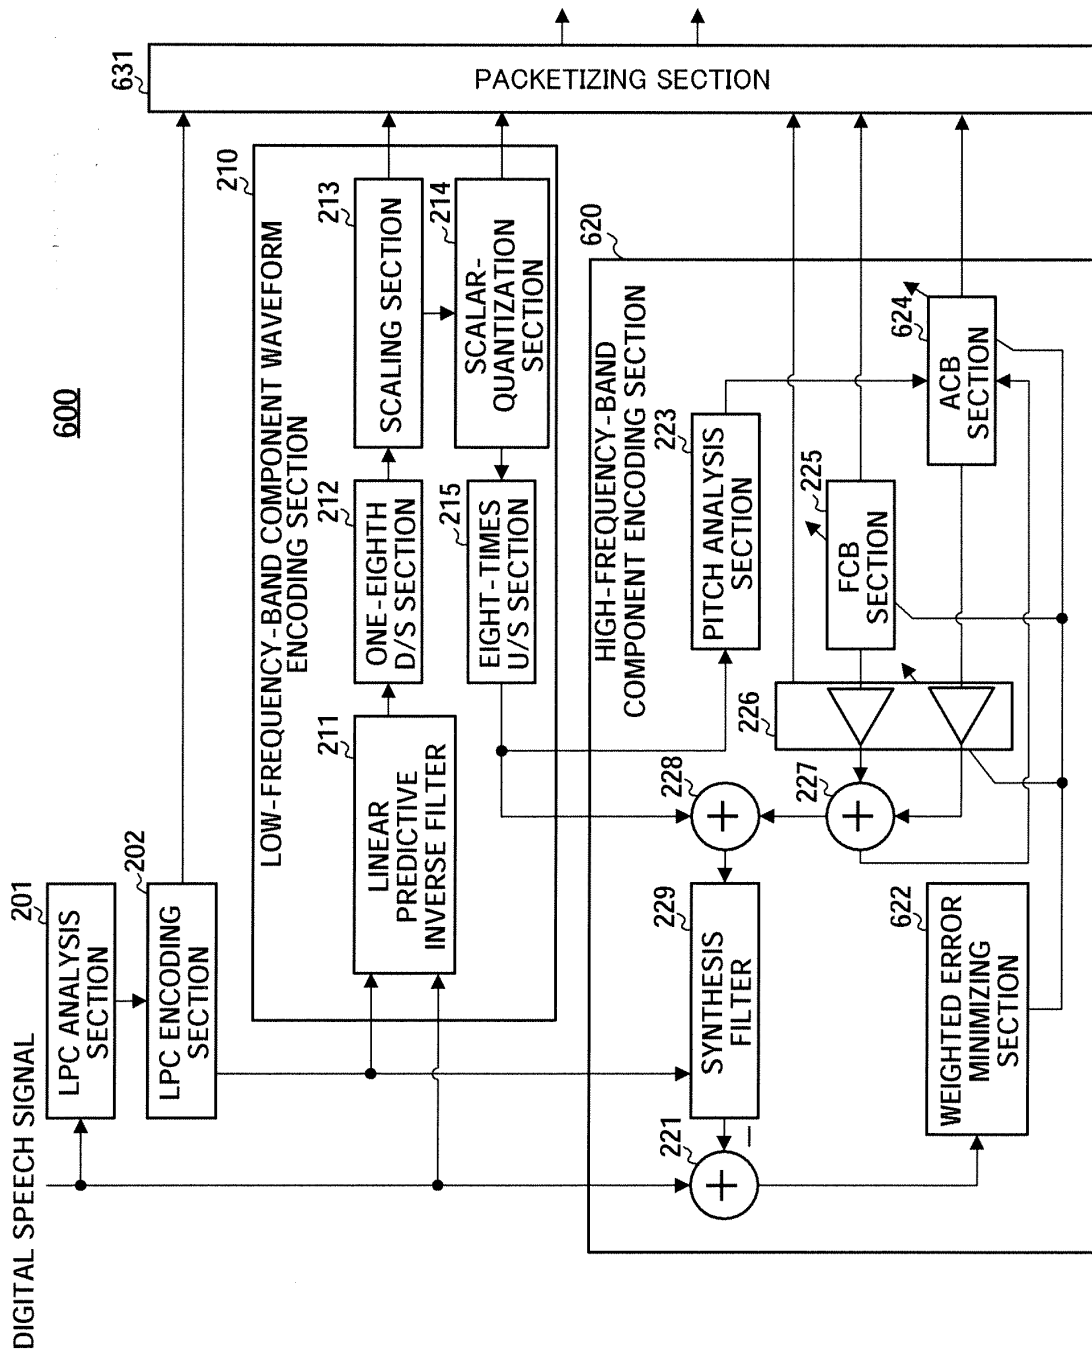 600
DIGITAL SPEECH SIGNAL
201
LPC ANALYSIS
SECTION
202
LPC ENCODING
SECTION
631
PACKETIZING SECTION
210
LOW-FREQUENCY-BAND COMPONENT WAVEFORM
ENCODING SECTION
211
LINEAR
PREDICTIVE
INVERSE FILTER
212
ONE-EIGHTH
D/S SECTION
213
SCALING SECTION
214
SCALAR-
QUANTIZATION
SECTION
215
EIGHT-TIMES
U/S SECTION
620
HIGH-FREQUENCY-BAND
COMPONENT ENCODING SECTION
221
+
−
229
SYNTHESIS
FILTER
228
+
227
+
226
223
PITCH ANALYSIS
SECTION
225
FCB
SECTION
624
ACB
SECTION
622
WEIGHTED ERROR
MINIMIZING
SECTION